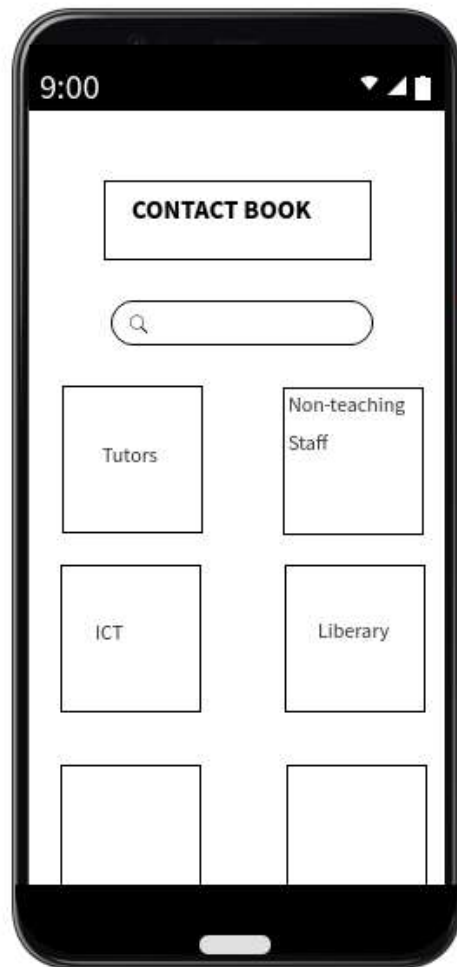 9:00
CONTACT BOOK
Tutors
Non-teaching
Staff
ICT
Liberary